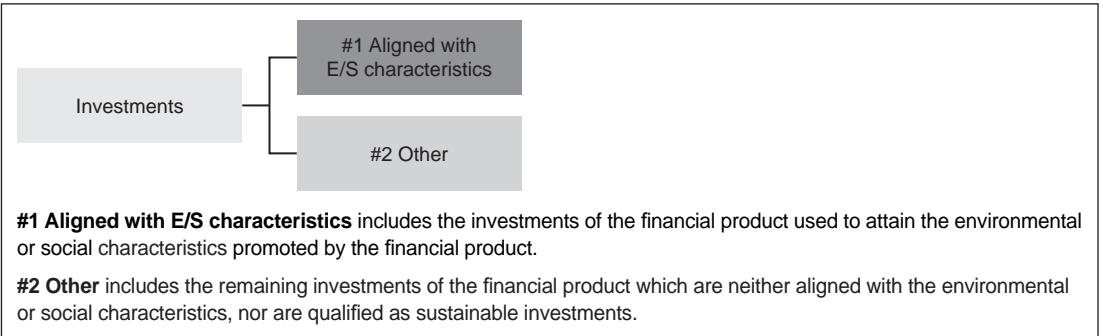 #1 Aligned with
E/S characteristics
Investments
#2 Other
#1 Aligned with E/S characteristics includes the investments of the financial product used to attain the environmental
or social characteristics promoted by the financial product.
#2 Other includes the remaining investments of the financial product which are neither aligned with the environmental
or social characteristics, nor are qualified as sustainable investments.